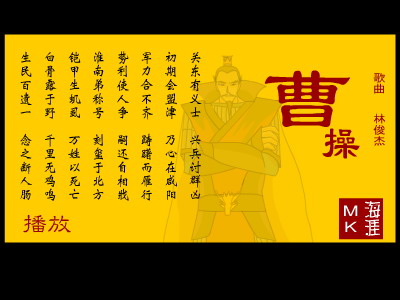 关东有义士 兴兵讨群凶
初期会盟津 乃心在咸阳
军力合不齐 踌躇而雁行
势利使人争 嗣还自相戕
淮南弟称号 刻玺于北方
铠甲生虮虱 万姓以死亡
白骨露于野 千里无鸡鸣
生民百遗一 念之断人肠
曹操
歌曲 林俊杰
播放
MK